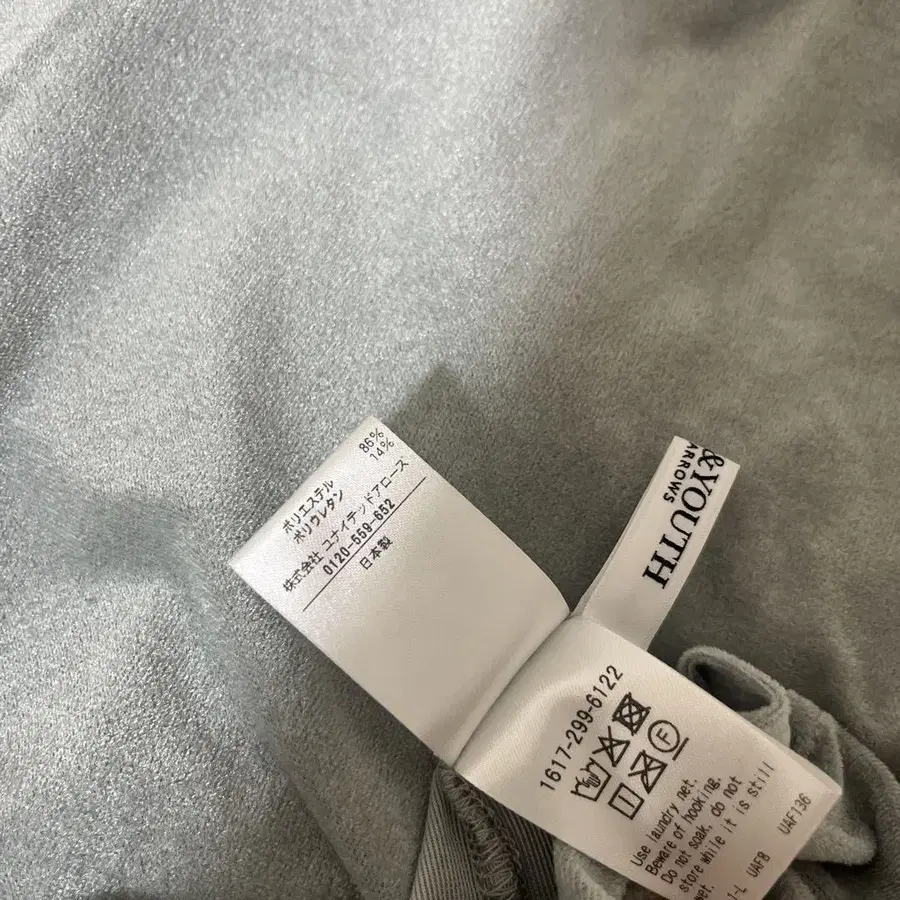 ポリエステル 86%
ポリウレタン 14%
株式会社 ユナイテッドアローズ
0120-559-652
日本製
&YOUTH
ARROWS
1617-299-6122
F
Use laundry net.
Beware of hooking.
Do not soak, do not
store while it is still
wet.
1-L UAF8 UAF136